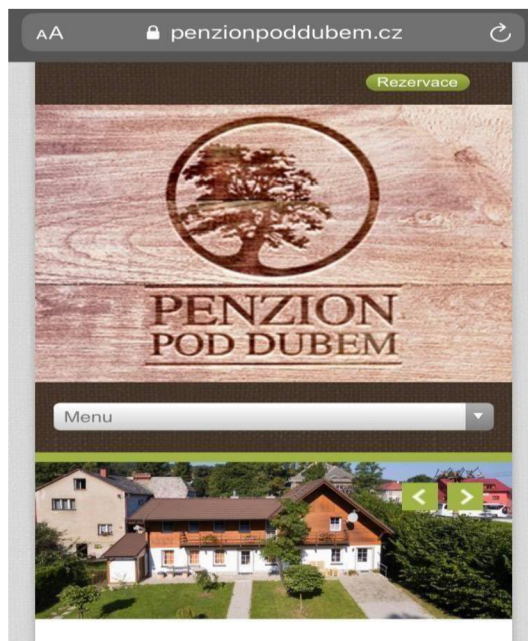 AA penzionpoddubem.cz
Rezervace
PENZION
POD DUBEM
Menu